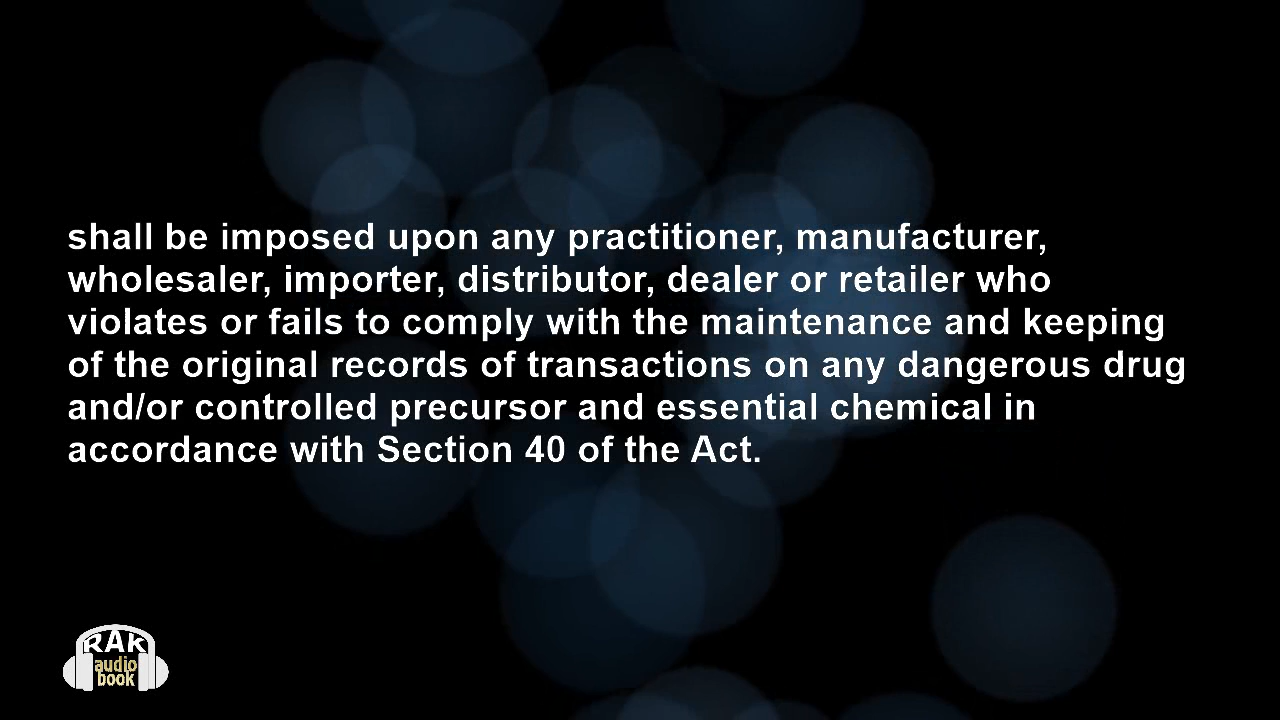 shall be imposed upon any practitioner, manufacturer,
wholesaler, importer, distributor, dealer or retailer who
violates or fails to comply with the maintenance and keeping
of the original records of transactions on any dangerous drug
and/or controlled precursor and essential chemical in
accordance with Section 40 of the Act.
RAK
audio
book